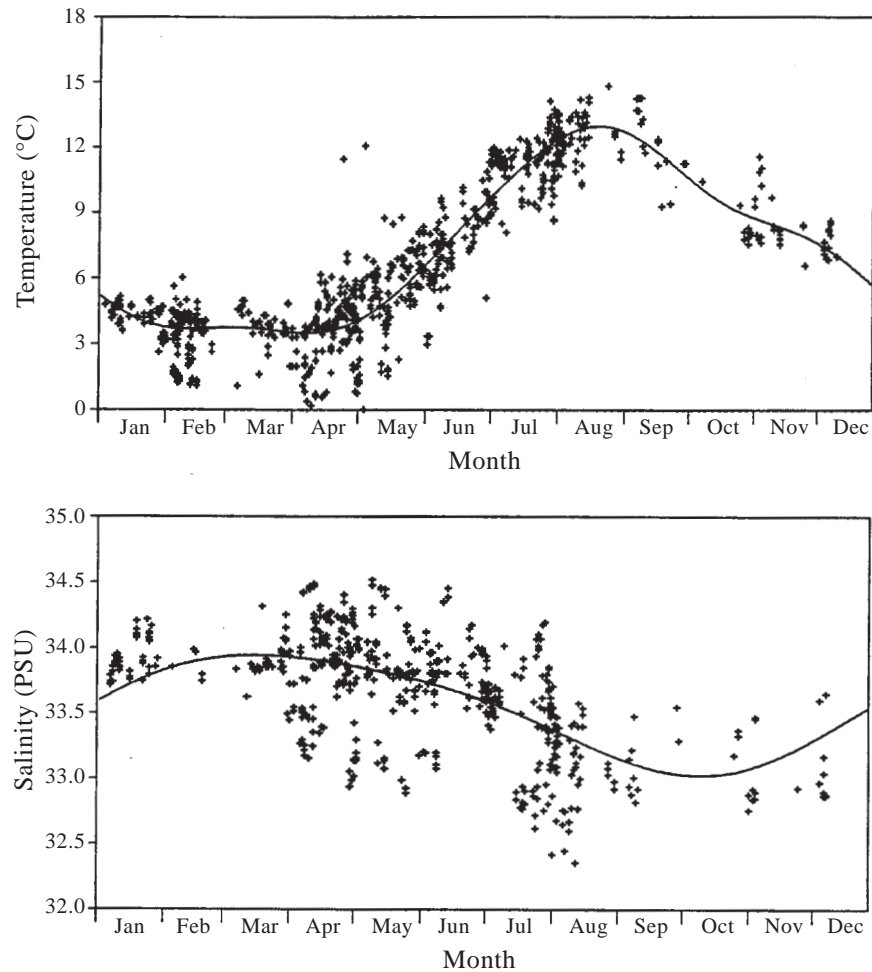 18
15
12
9
6
3
0
Temperature (°C)
Jan Feb Mar Apr May Jun Jul Aug Sep Oct Nov Dec
Month
35.0
34.5
34.0
33.5
33.0
32.5
32.0
Salinity (PSU)
Jan Feb Mar Apr May Jun Jul Aug Sep Oct Nov Dec
Month